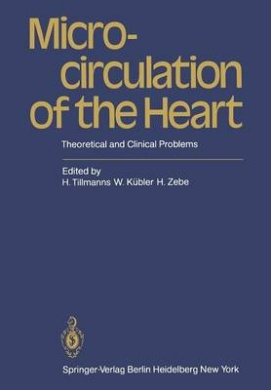 Micro-
circulation
of the Heart
Theoretical and Clinical Problems
Edited by
H. Tillmanns W. Kübler H. Zebe
Springer-Verlag Berlin Heidelberg New York